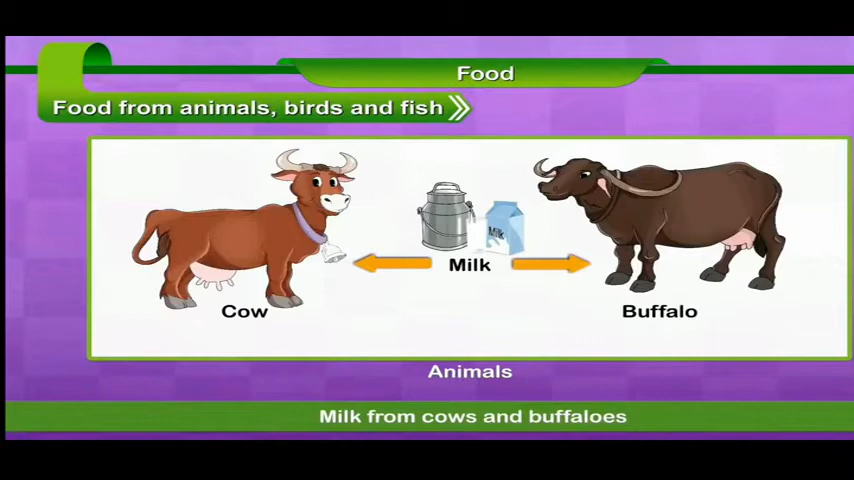 Food
Food from animals, birds and fish
Milk
Milk
Cow
Buffalo
Animals
Milk from cows and buffaloes